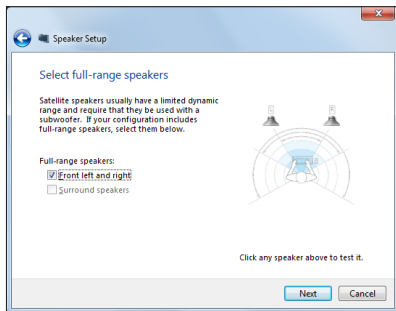 Speaker Setup
Select full-range speakers
Satellite speakers usually have a limited dynamic
range and require that they be used with a
subwoofer. If your configuration includes
full-range speakers, select them below.
L R
Full-range speakers:
Front left and right
Surround speakers
Click any speaker above to test it.
Next Cancel